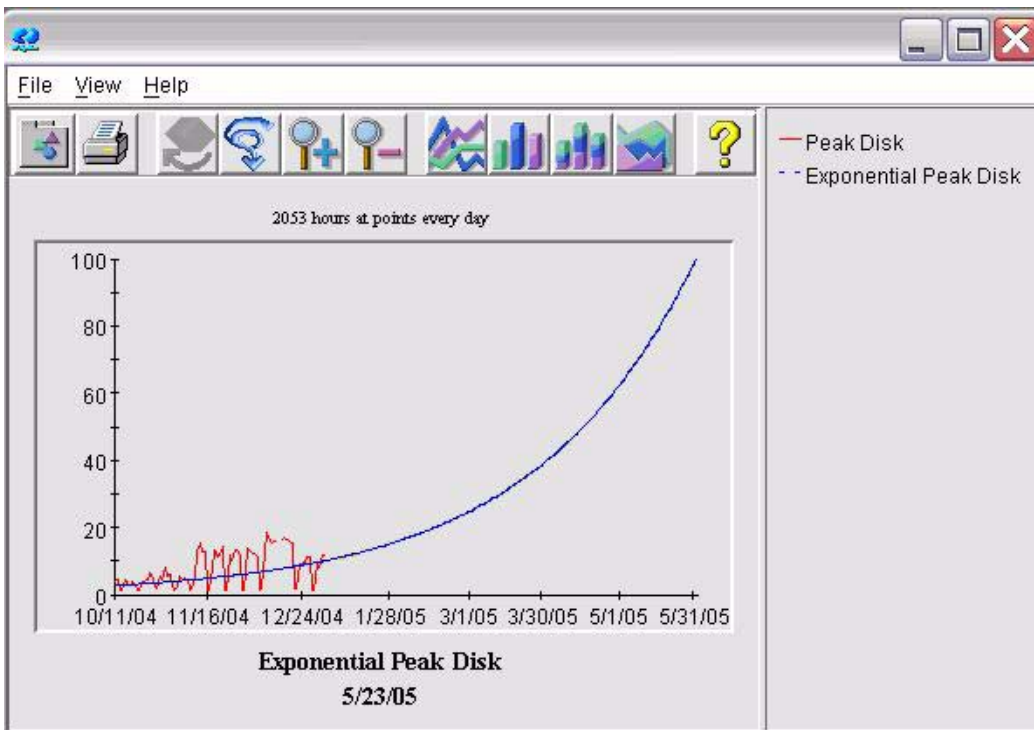 File View Help
Peak Disk
Exponential Peak Disk
2053 hours at points every day
100
80
60
40
20
0
10/11/04 11/16/04 12/24/04 1/28/05 3/1/05 3/30/05 5/1/05 5/31/05
Exponential Peak Disk
5/23/05